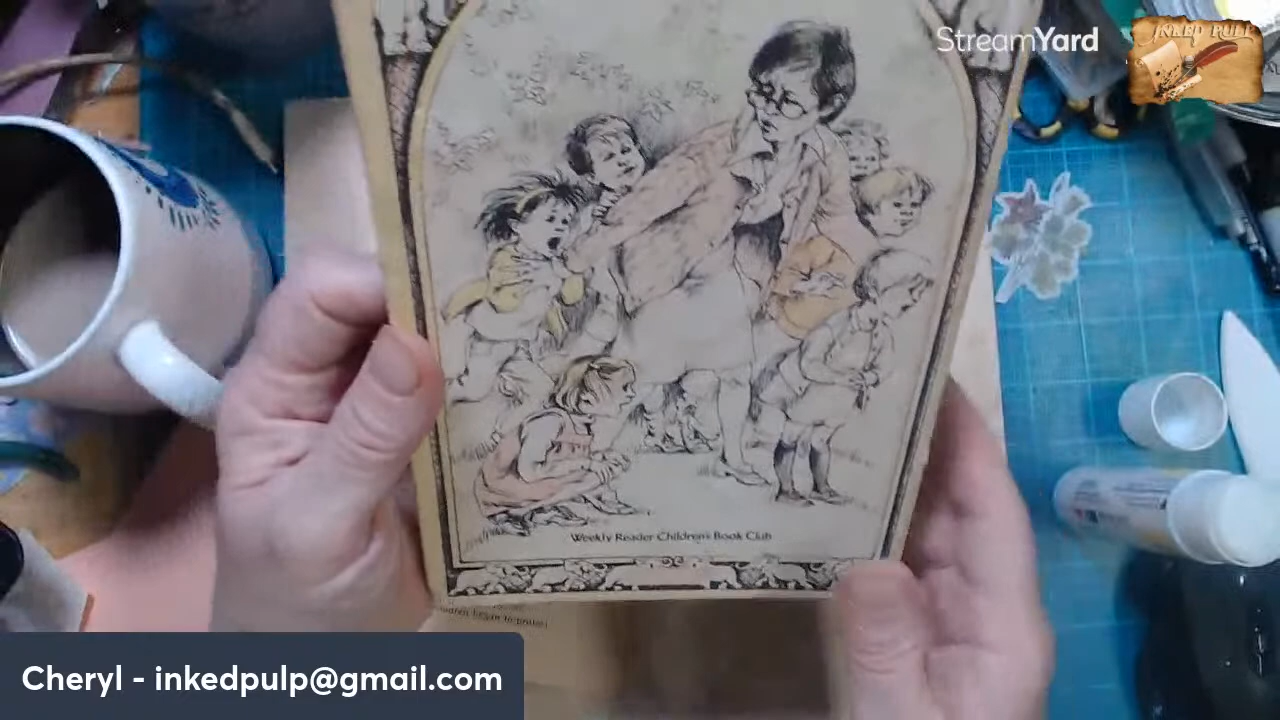 StreamYard
INKED PULP
Weekly Reader Children's Book Club
Cheryl - inkedpulp@gmail.com